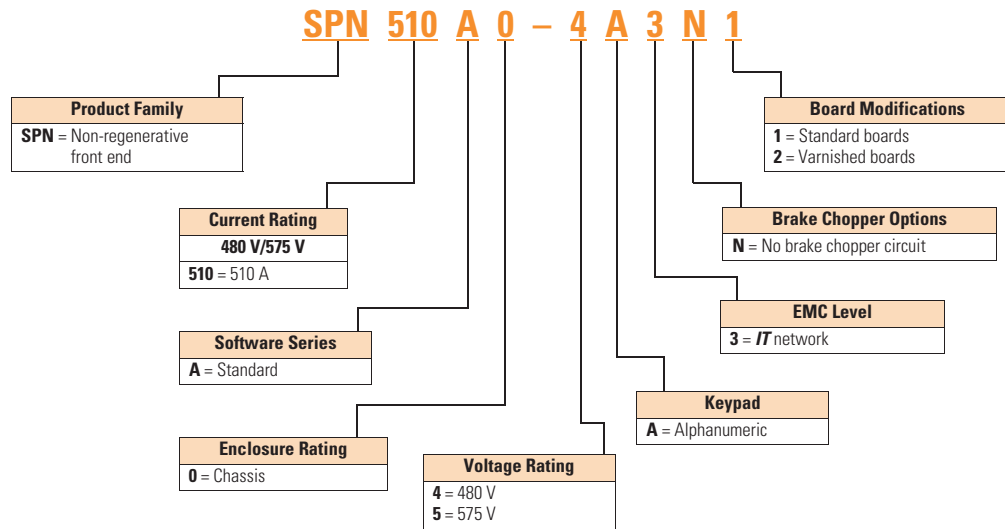 SPN 510 A 0 – 4 A 3 N 1
Product Family
SPN = Non-regenerative
front end
Current Rating
480 V/575 V
510 = 510 A
Software Series
A = Standard
Enclosure Rating
0 = Chassis
Voltage Rating
4 = 480 V
5 = 575 V
Keypad
A = Alphanumeric
EMC Level
3 = IT network
Brake Chopper Options
N = No brake chopper circuit
Board Modifications
1 = Standard boards
2 = Varnished boards